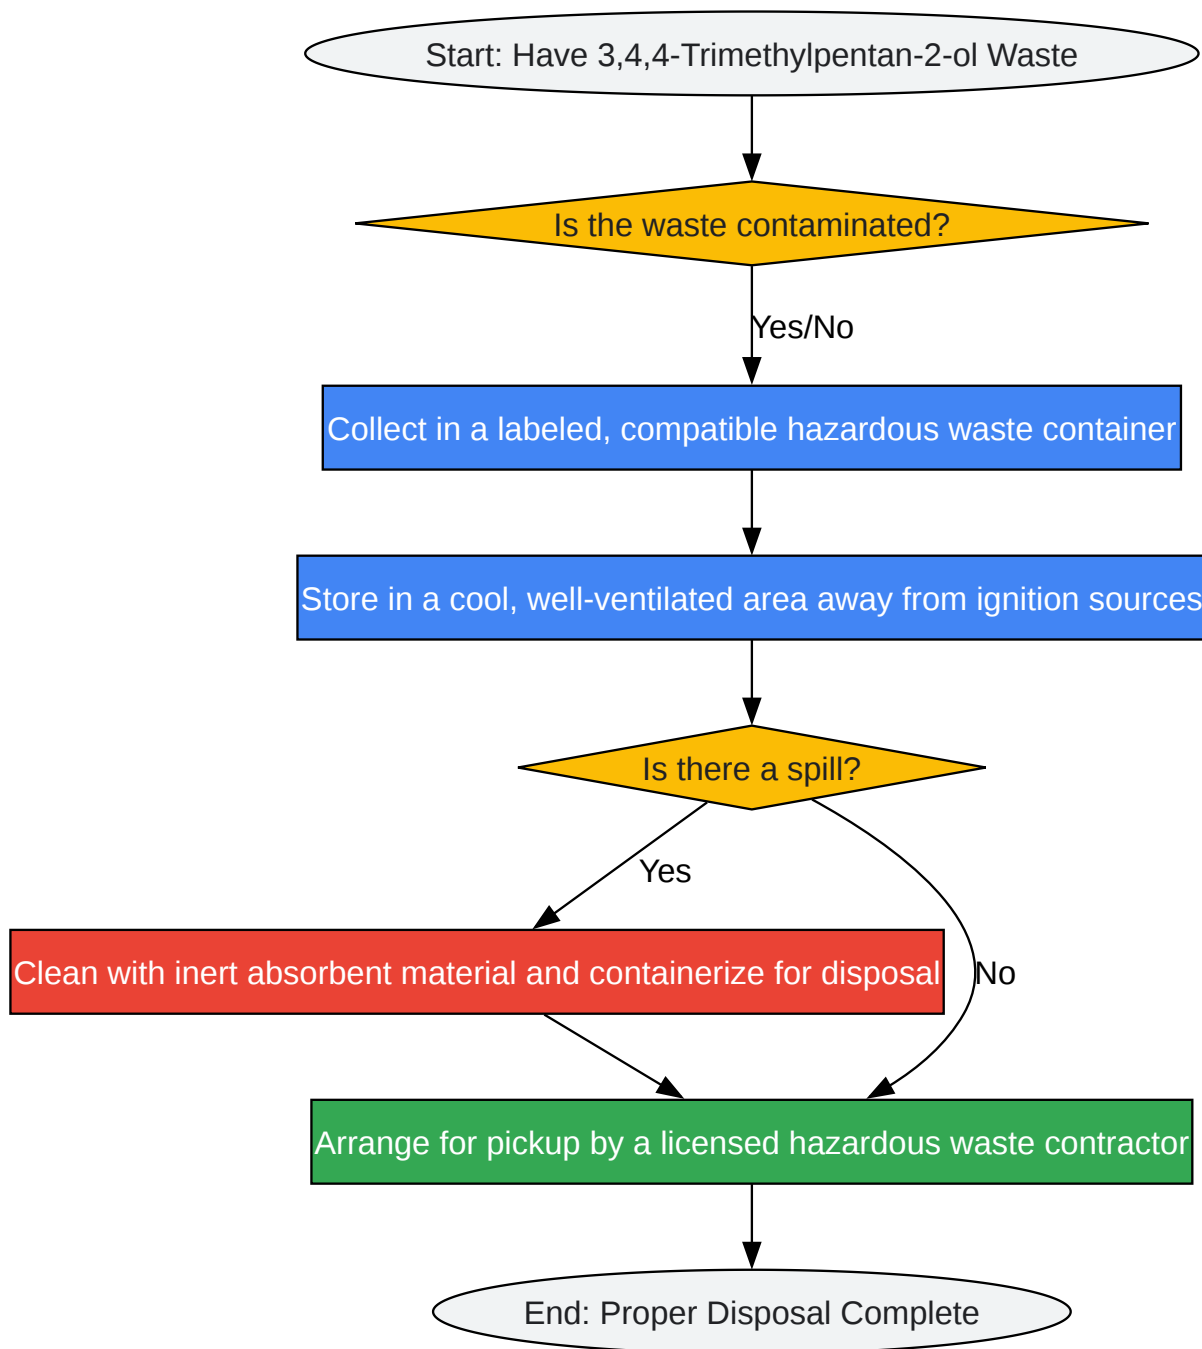 Start: Have 3,4,4-Trimethylpentan-2-ol Waste
Is the waste contaminated?
Yes/No
Collect in a labeled, compatible hazardous waste container
Store in a cool, well-ventilated area away from ignition sources
Is there a spill?
Yes
Clean with inert absorbent material and containerize for disposal
No
Arrange for pickup by a licensed hazardous waste contractor
End: Proper Disposal Complete